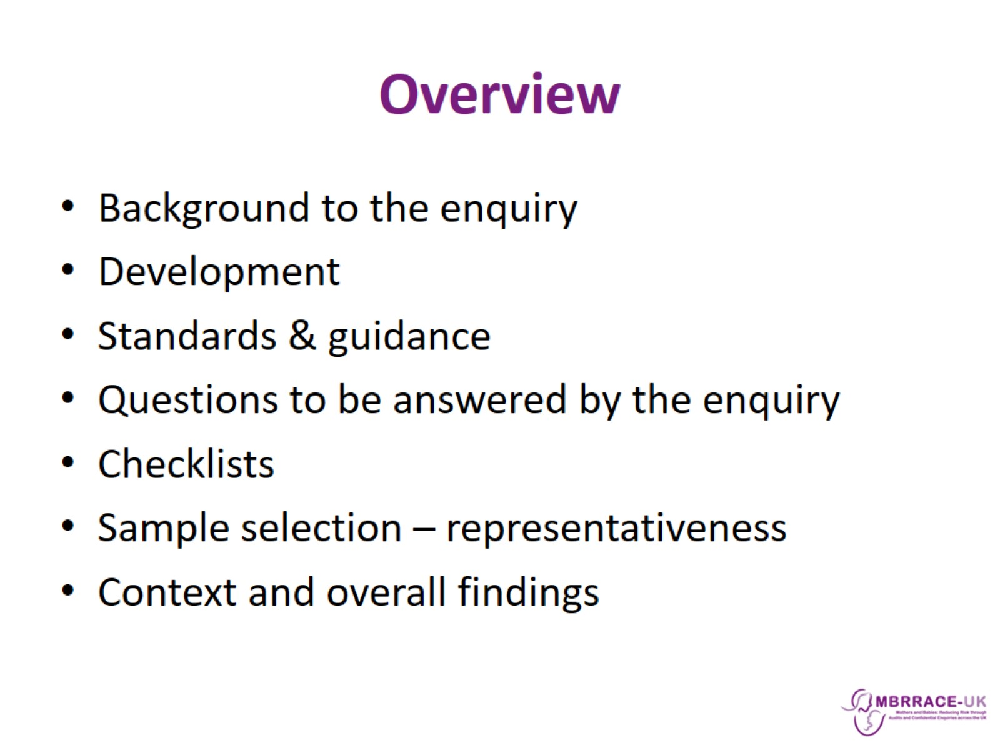 Overview
• Background to the enquiry
• Development
• Standards & guidance
• Questions to be answered by the enquiry
• Checklists
• Sample selection – representativeness
• Context and overall findings
MBRRACE-UK
Mothers and Babies: Reducing Risk through
Audits and Confidential Enquiries across the UK